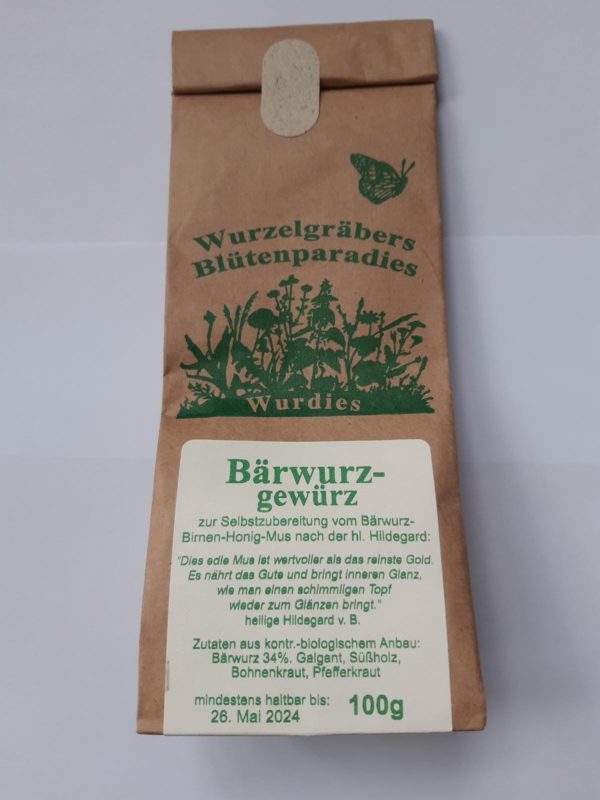 Wurzelgräbers
Blütenparadies
Wurdies
Bärwurz-
gewürz
zur Selbstzubereitung vom Bärwurz-
Birnen-Honig-Mus nach der hl. Hildegard:
"Dies edle Mus ist wertvoller als das reinste Gold.
Es nährt das Gute und bringt inneren Glanz,
wie man einen schimmligen Topf
wieder zum Glänzen bringt."
heilige Hildegard v. B.
Zutaten aus kontr.-biologischem Anbau:
Bärwurz 34%. Galgant, Süßholz,
Bohnenkraut, Pfefferkraut
mindestens haltbar bis:
26. Mai 2024
100g